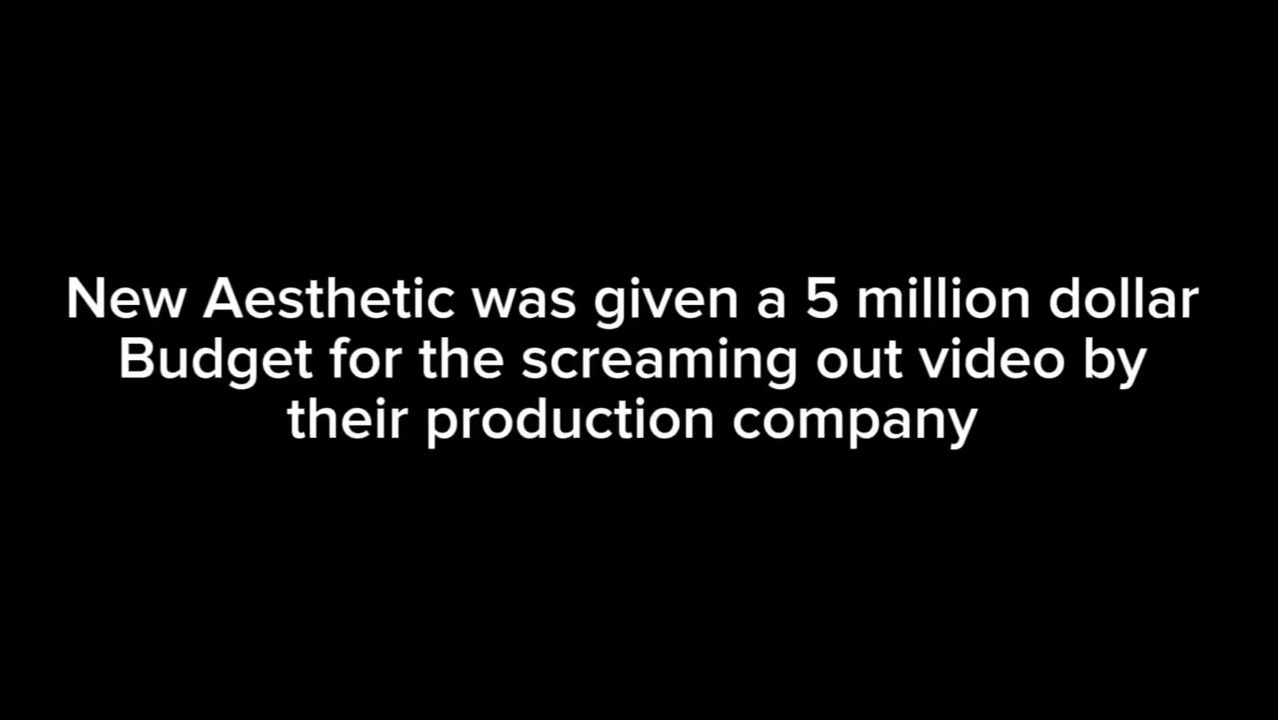 New Aesthetic was given a 5 million dollar
Budget for the screaming out video by
their production company